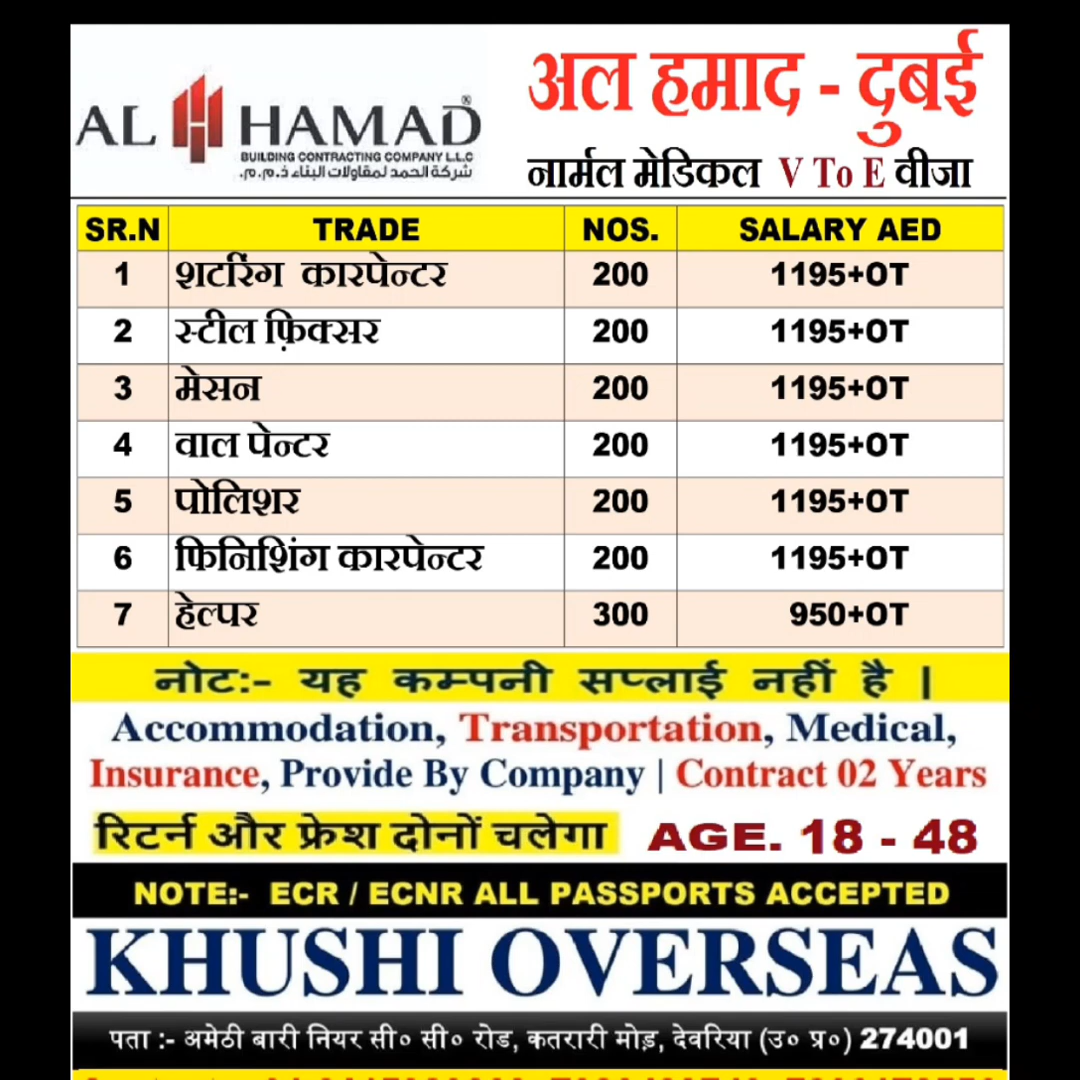 AL HAMAD®
BUILDING CONTRACTING COMPANY L.L.C
شركة الحمد لمقاولات البناء ذ.م.م.
अल हमाद - दुबई
नार्मल मेडिकल V To E वीजा
SR.N TRADE NOS. SALARY AED
1 शटरिंग कारपेन्टर 200 1195+OT
2 स्टील फ़िक्सर 200 1195+OT
3 मेसन 200 1195+OT
4 वाल पेन्टर 200 1195+OT
5 पोलिशर 200 1195+OT
6 फिनिशिंग कारपेन्टर 200 1195+OT
7 हेल्पर 300 950+OT
नोट:- यह कम्पनी सप्लाई नहीं है |
Accommodation, Transportation, Medical,
Insurance, Provide By Company | Contract 02 Years
रिटर्न और फ्रेश दोनों चलेगा AGE. 18 - 48
NOTE:- ECR / ECNR ALL PASSPORTS ACCEPTED
KHUSHI OVERSEAS
पता :- अमेठी बारी नियर सी० सी० रोड, कतरारी मोड़, देवरिया (उ० प्र०) 274001